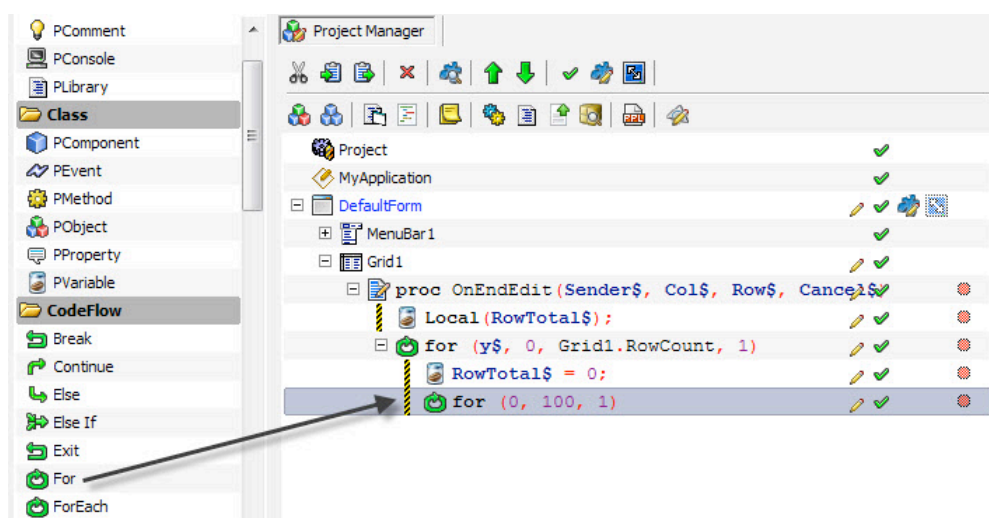 PComment
PConsole
PLibrary
Class
PComponent
PEvent
PMethod
PObject
PProperty
PVariable
CodeFlow
Break
Continue
Else
Else If
Exit
For
ForEach
Project Manager
Project
MyApplication
DefaultForm
MenuBar1
Grid1
proc OnEndEdit(Sender$, Col$, Row$, Cancel$)
Local(RowTotal$);
for (y$, 0, Grid1.RowCount, 1)
RowTotal$ = 0;
for (0, 100, 1)